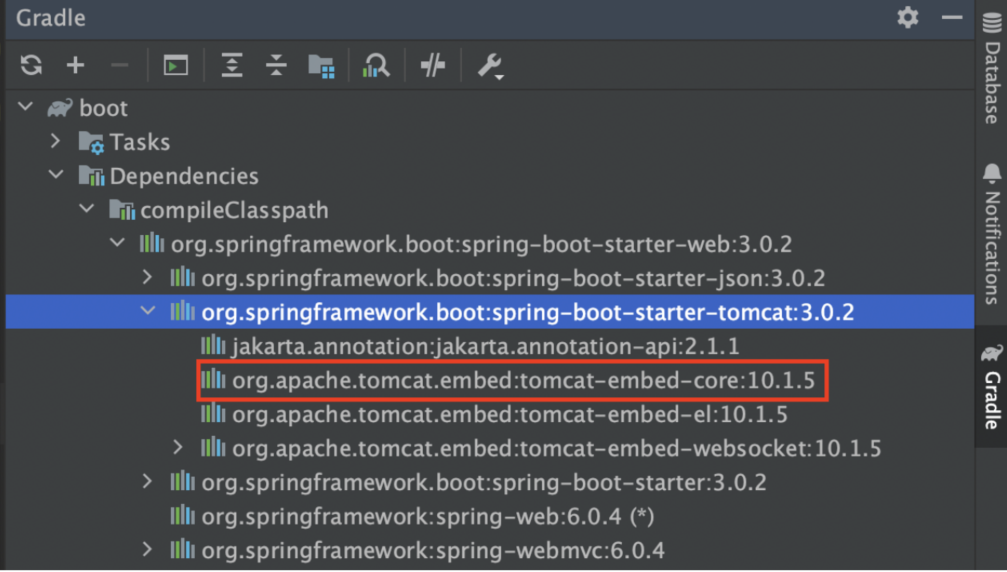 Gradle
boot
Tasks
Dependencies
compileClasspath
org.springframework.boot:spring-boot-starter-web:3.0.2
org.springframework.boot:spring-boot-starter-json:3.0.2
org.springframework.boot:spring-boot-starter-tomcat:3.0.2
jakarta.annotation:jakarta.annotation-api:2.1.1
org.apache.tomcat.embed:tomcat-embed-core:10.1.5
org.apache.tomcat.embed:tomcat-embed-el:10.1.5
org.apache.tomcat.embed:tomcat-embed-websocket:10.1.5
org.springframework.boot:spring-boot-starter:3.0.2
org.springframework:spring-web:6.0.4 (*)
org.springframework:spring-webmvc:6.0.4
Database
Notifications
Gradle